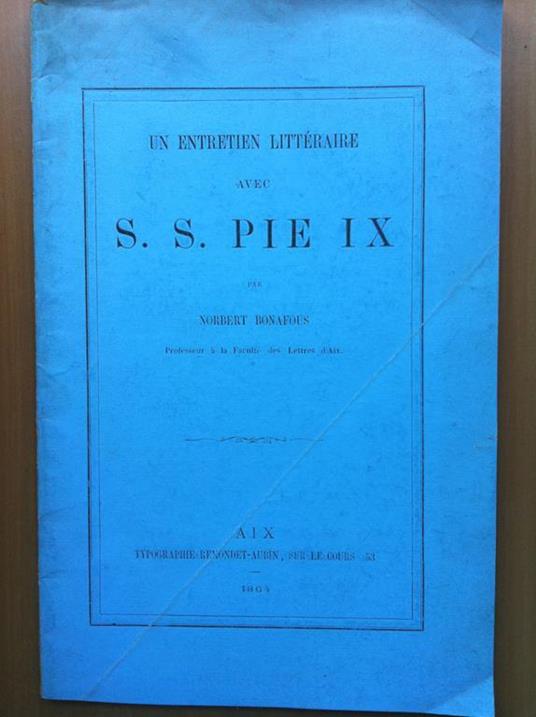 UN ENTRETIEN LITTÉRAIRE
AVEC
S. S. PIE IX
PAR
NORBERT BONAFOUS
Professeur à la Faculté des Lettres d'Aix.
AIX
TYPOGRAPHIE REMONDET-AUBIN, SUR LE COURS 53
1864